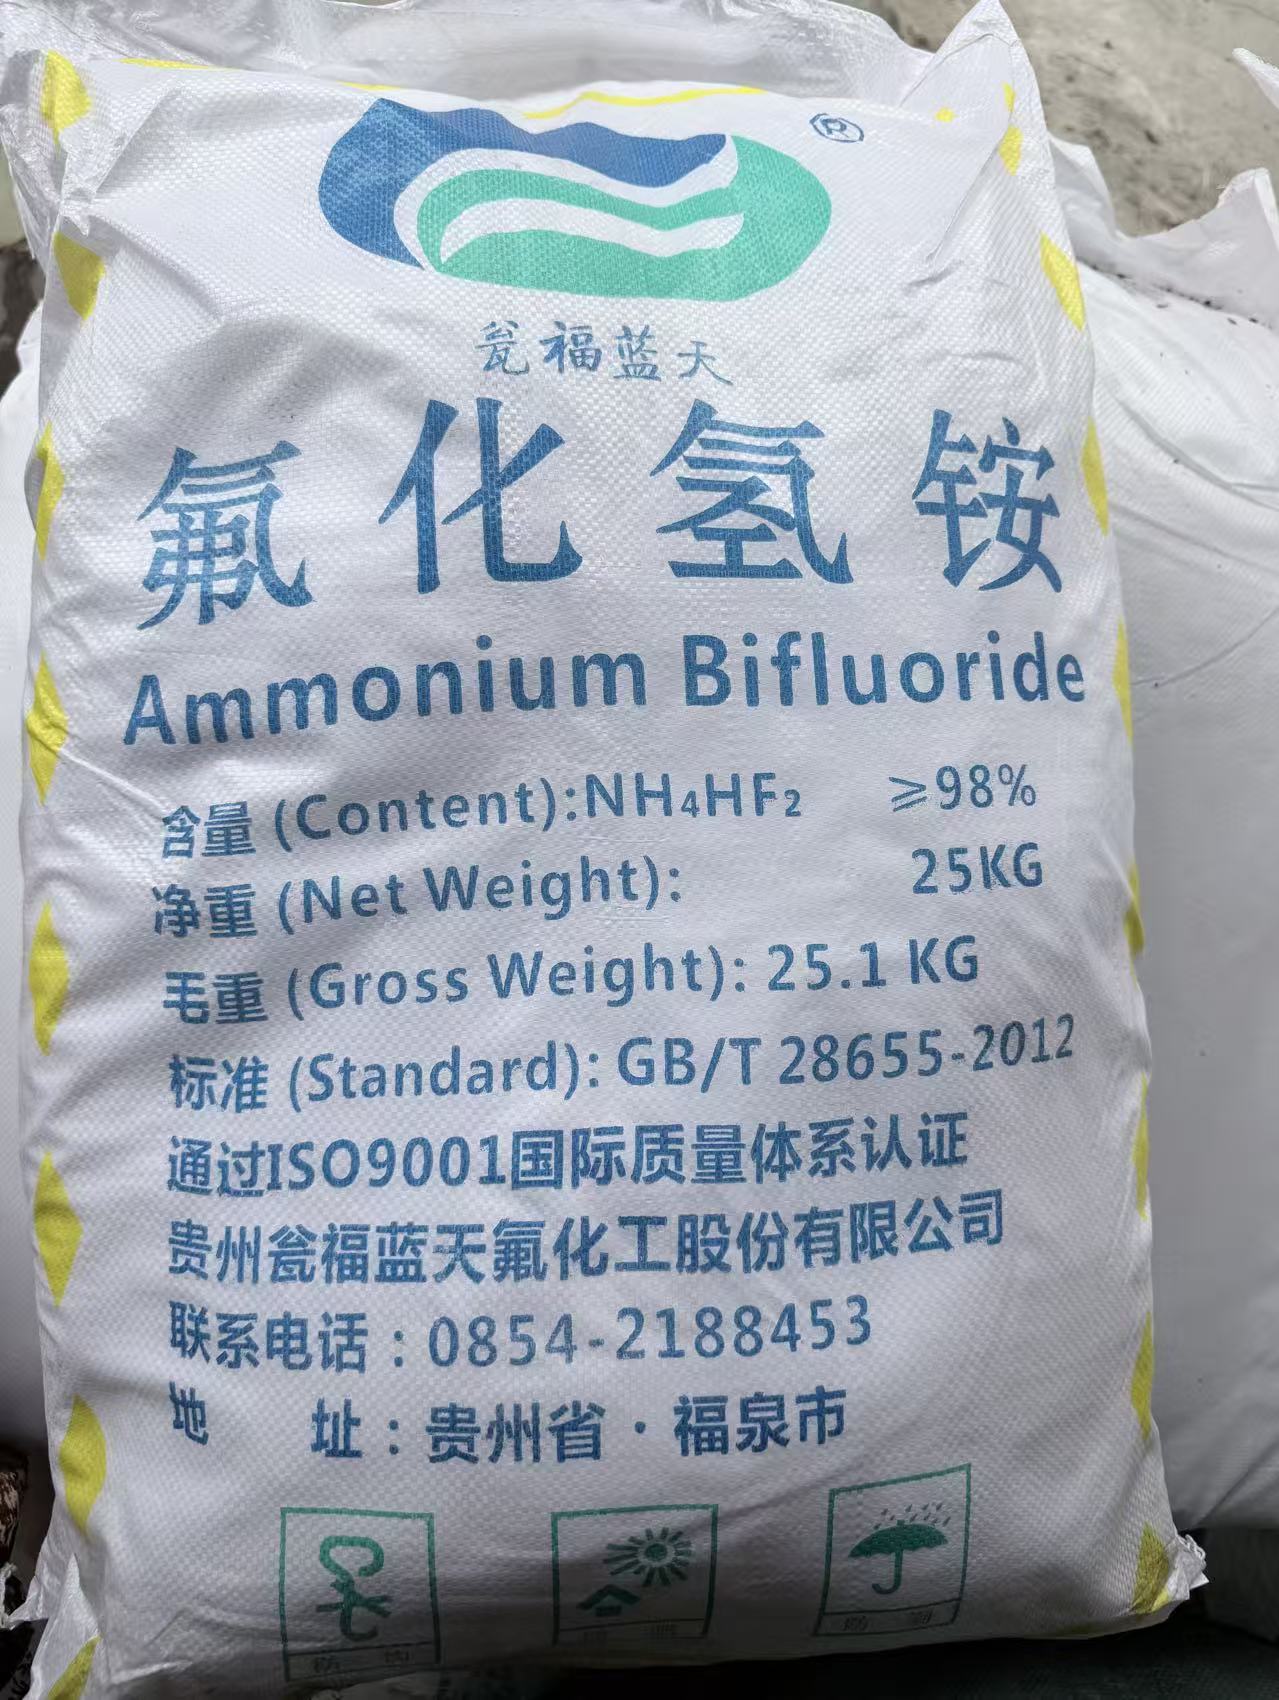 ®
瓮福蓝天
氟化氢铵
Ammonium Bifluoride
含量 (Content):NH₄HF₂ ≥98%
净重 (Net Weight): 25KG
毛重 (Gross Weight): 25.1 KG
标准 (Standard): GB/T 28655-2012
通过ISO9001国际质量体系认证
贵州瓮福蓝天氟化工股份有限公司
联系电话：0854-2188453
地 址：贵州省·福泉市
防 钩
防 潮